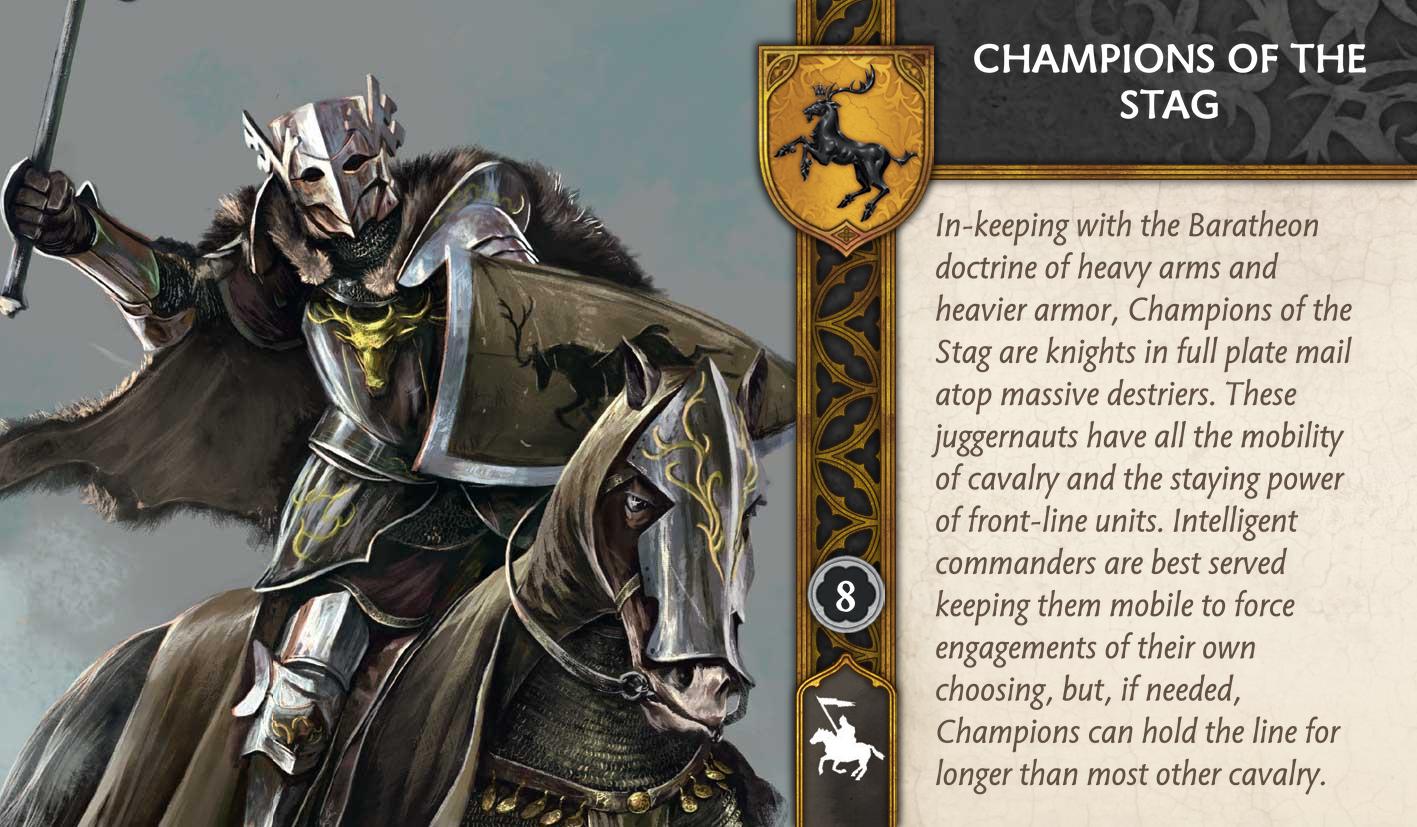 CHAMPIONS OF THE
STAG
In-keeping with the Baratheon
doctrine of heavy arms and
heavier armor, Champions of the
Stag are knights in full plate mail
atop massive destriers. These
juggernauts have all the mobility
of cavalry and the staying power
of front-line units. Intelligent
commanders are best served
keeping them mobile to force
engagements of their own
choosing, but, if needed,
Champions can hold the line for
longer than most other cavalry.
8